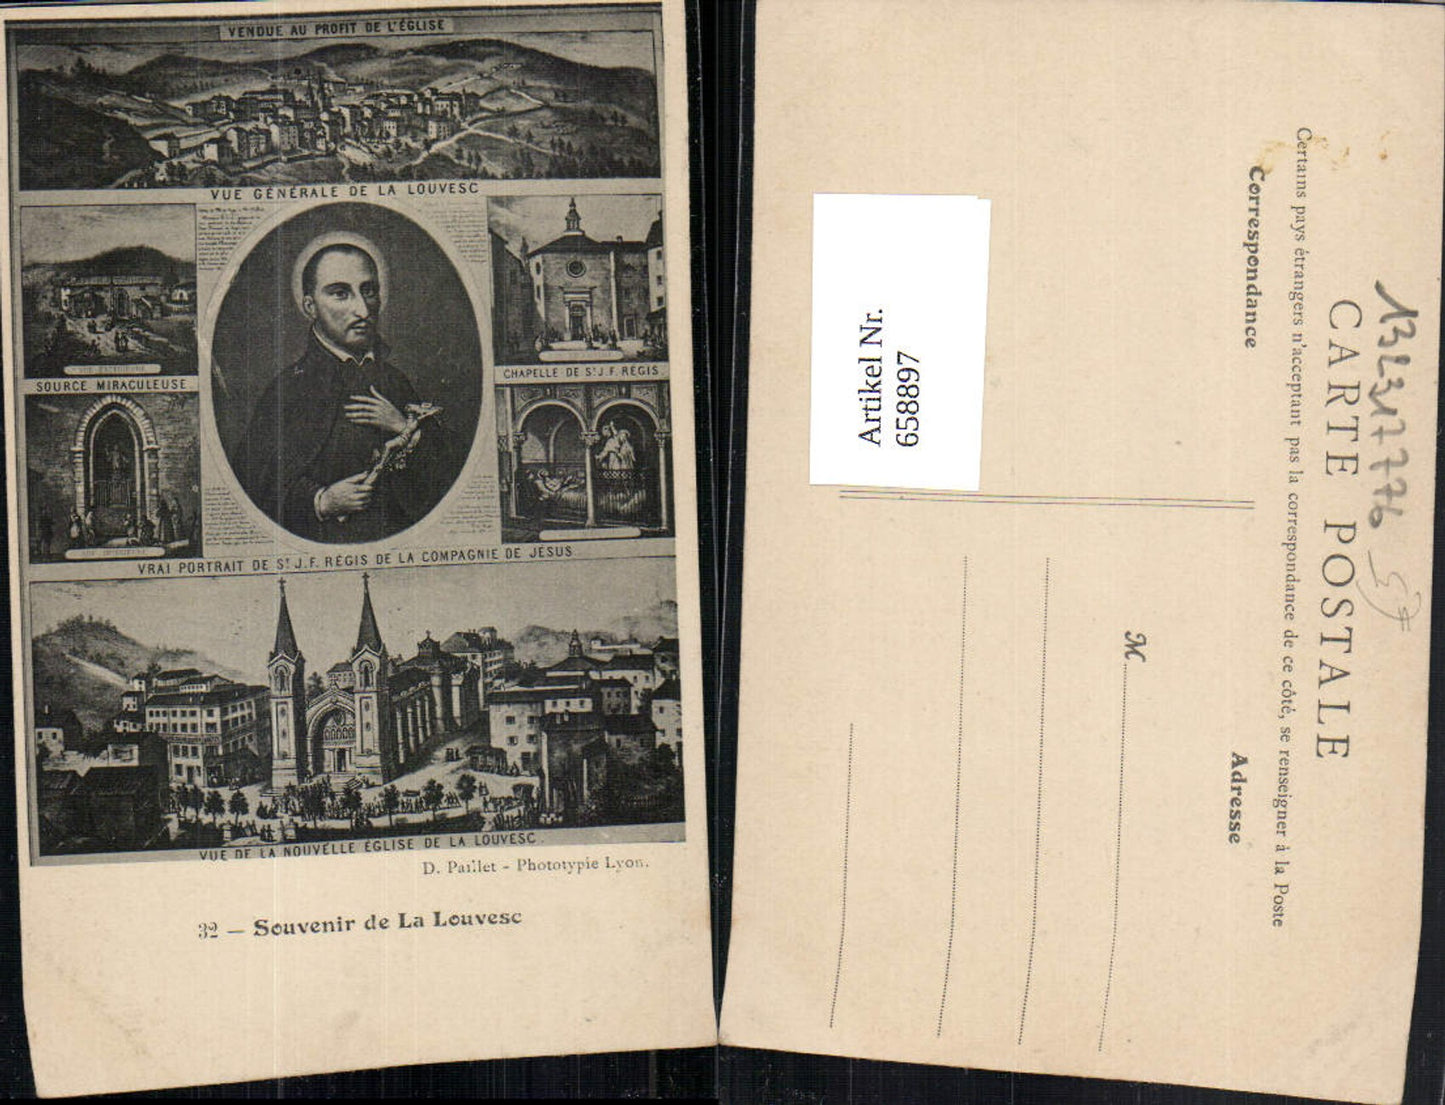 VENDUE AU PROFIT DE L'ÉGLISE
VUE GÉNÉRALE DE LA LOUVESC
SOURCE MIRACULEUSE
CHAPELLE DE St J. F. RÉGIS
VRAI PORTRAIT DE St J. F. RÉGIS DE LA COMPAGNIE DE JÉSUS
VUE DE LA NOUVELLE ÉGLISE DE LA LOUVESC.
D. Paillet - Phototypie Lyon.
32 — Souvenir de La Louvesc
CARTE POSTALE
Certains pays étrangers n'acceptant pas la correspondance de ce côté, se renseigner à la Poste
Correspondance
Adresse
M
Artikel Nr.
658897